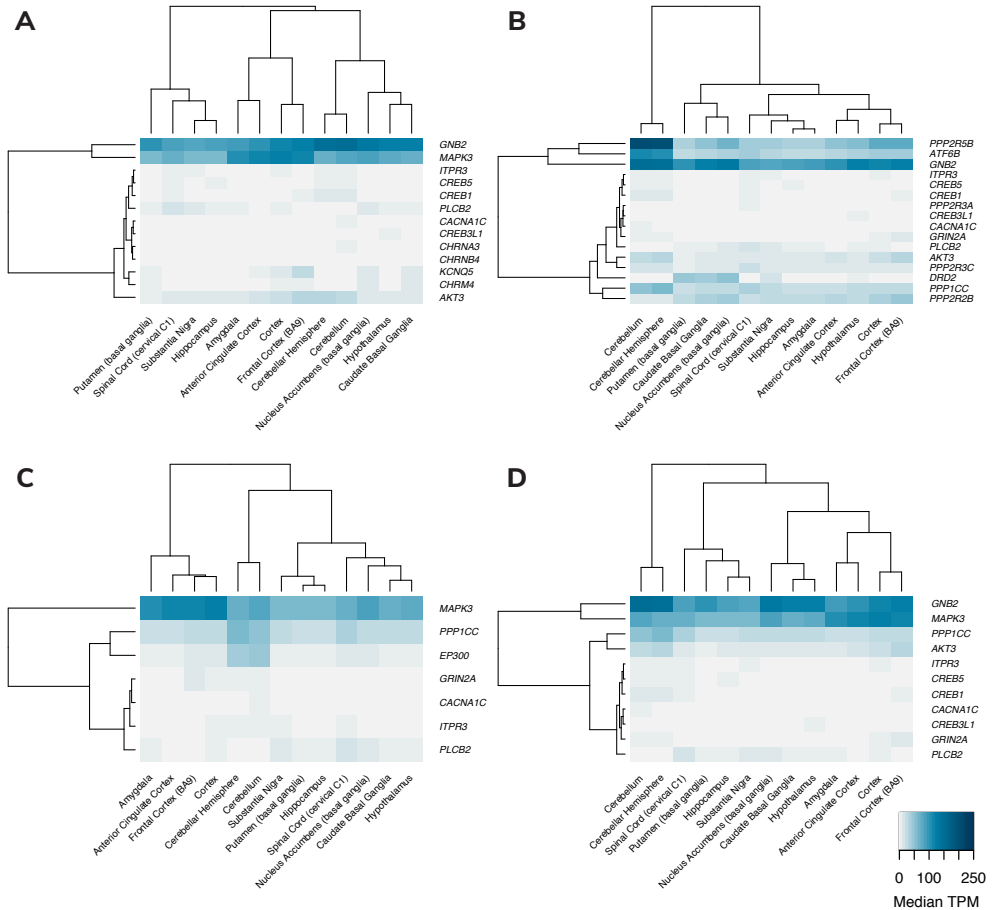 A
GNB2
MAPK3
ITPR3
CREB5
CREB1
PLCB2
CACNA1C
CREB3L1
CHRNA3
CHRNB4
KCNQ5
CHRM4
AKT3
Putamen (basal ganglia)
Spinal Cord (cervical C1)
Substantia Nigra
Hippocampus
Amygdala
Anterior Cingulate Cortex
Cortex
Frontal Cortex (BA9)
Cerebellar Hemisphere
Cerebellum
Nucleus Accumbens (basal ganglia)
Hypothalamus
Caudate Basal Ganglia
B
PPP2R5B
ATF6B
GNB2
ITPR3
CREB5
CREB1
PPP2R3A
CREB3L1
CACNA1C
GRIN2A
PLCB2
AKT3
PPP2R3C
DRD2
PPP1CC
PPP2R2B
Cerebellum
Cerebellar Hemisphere
Putamen (basal ganglia)
Caudate Basal Ganglia
Nucleus Accumbens (basal ganglia)
Spinal Cord (cervical C1)
Substantia Nigra
Hippocampus
Amygdala
Anterior Cingulate Cortex
Hypothalamus
Cortex
Frontal Cortex (BA9)
C
MAPK3
PPP1CC
EP300
GRIN2A
CACNA1C
ITPR3
PLCB2
Amygdala
Anterior Cingulate Cortex
Frontal Cortex (BA9)
Cortex
Cerebellar Hemisphere
Cerebellum
Substantia Nigra
Putamen (basal ganglia)
Hippocampus
Spinal Cord (cervical C1)
Nucleus Accumbens (basal ganglia)
Caudate Basal Ganglia
Hypothalamus
D
GNB2
MAPK3
PPP1CC
AKT3
ITPR3
CREB5
CREB1
CACNA1C
CREB3L1
GRIN2A
PLCB2
Cerebellum
Cerebellar Hemisphere
Spinal Cord (cervical C1)
Putamen (basal ganglia)
Hippocampus
Substantia Nigra
Nucleus Accumbens (basal ganglia)
Caudate Basal Ganglia
Hypothalamus
Amygdala
Anterior Cingulate Cortex
Cortex
Frontal Cortex (BA9)
0 100 250
Median TPM